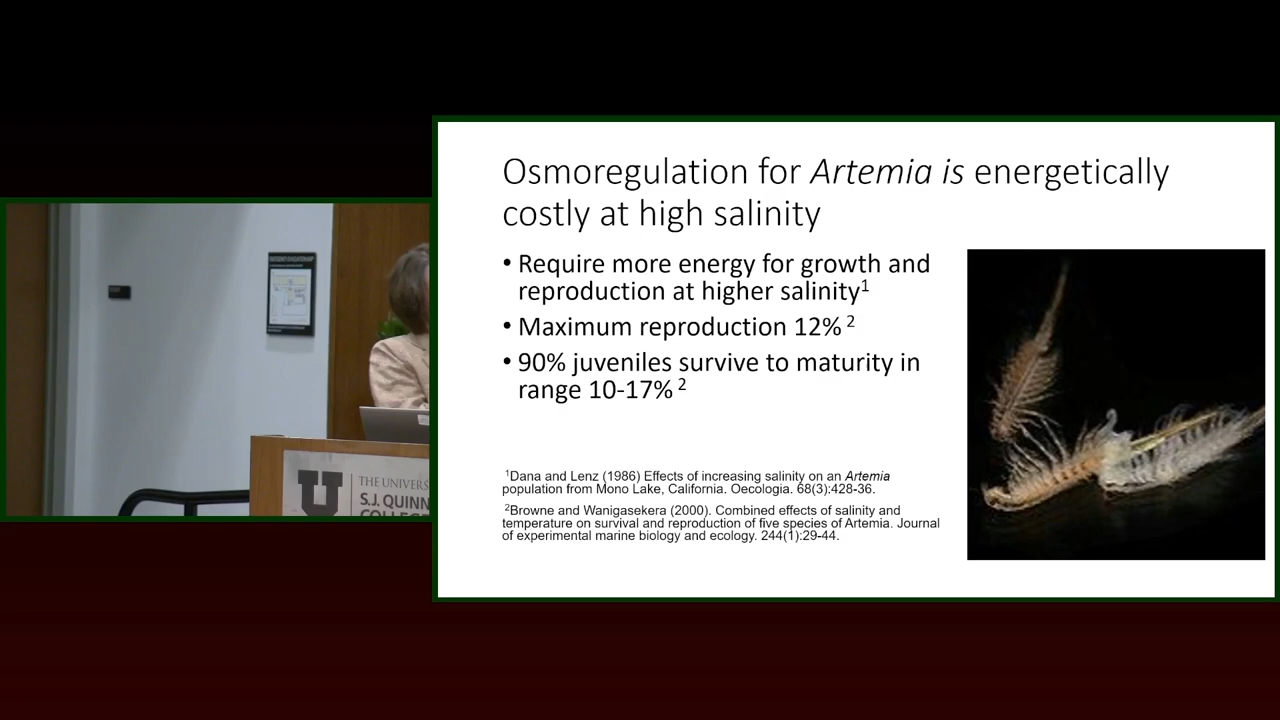 Osmoregulation for Artemia is energetically
costly at high salinity
• Require more energy for growth and
reproduction at higher salinity1
• Maximum reproduction 12% 2
• 90% juveniles survive to maturity in
range 10-17% 2
1Dana and Lenz (1986) Effects of increasing salinity on an Artemia
population from Mono Lake, California. Oecologia. 68(3):428-36.
2Browne and Wanigasekera (2000). Combined effects of salinity and
temperature on survival and reproduction of five species of Artemia. Journal
of experimental marine biology and ecology. 244(1):29-44.
U
THE UNIVERS
S.J. QUINN
COLLEGE